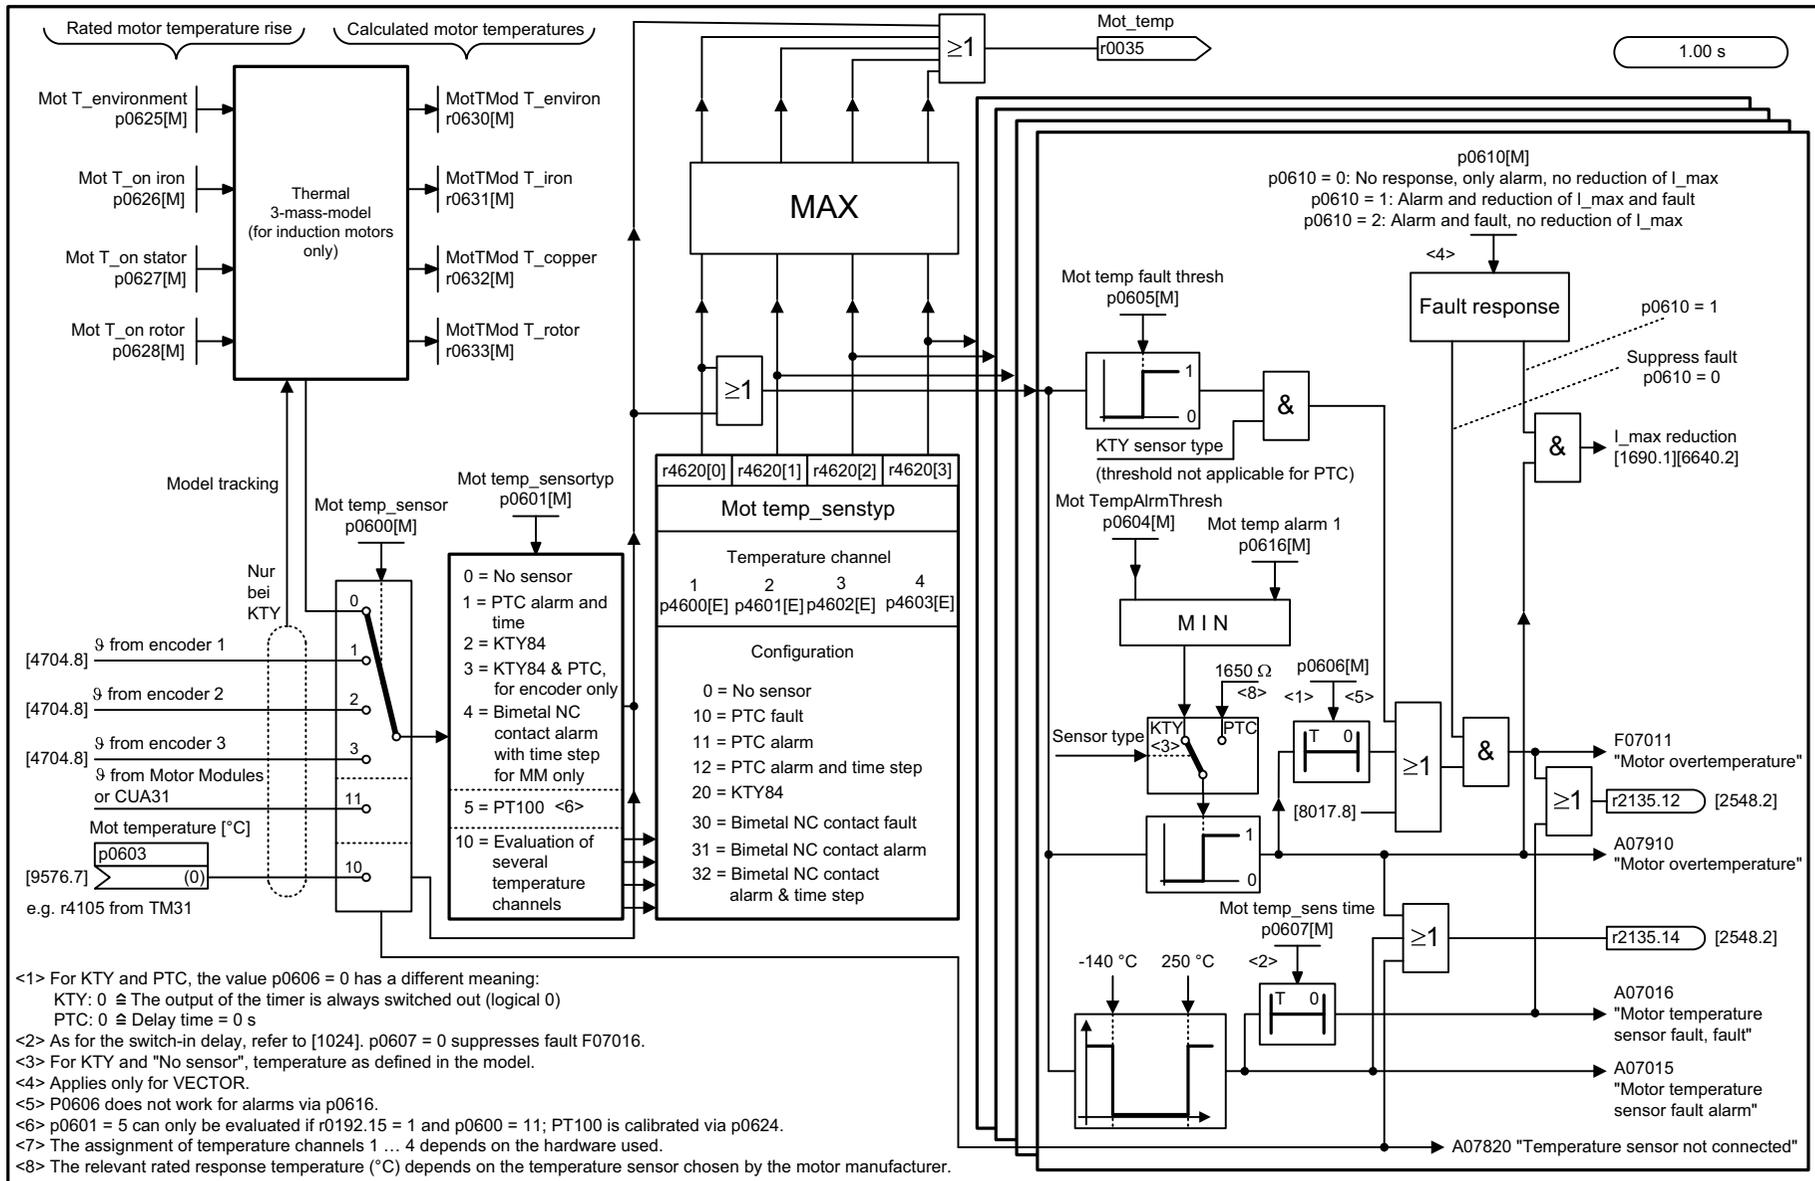 Rated motor temperature rise
Calculated motor temperatures
Mot_temp
r0035
≥1
1.00 s
Mot T_environment
p0625[M]
Mot T_on iron
p0626[M]
Mot T_on stator
p0627[M]
Mot T_on rotor
p0628[M]
Thermal
3-mass-model
(for induction motors
only)
MotTMod T_environ
r0630[M]
MotTMod T_iron
r0631[M]
MotTMod T_copper
r0632[M]
MotTMod T_rotor
r0633[M]
MAX
≥1
p0610[M]
p0610 = 0: No response, only alarm, no reduction of I_max
p0610 = 1: Alarm and reduction of I_max and fault
p0610 = 2: Alarm and fault, no reduction of I_max
<4>
Fault response
p0610 = 1
Suppress fault
p0610 = 0
Mot temp fault thresh
p0605[M]
1
0
&
KTY sensor type
(threshold not applicable for PTC)
&
I_max reduction
[1690.1][6640.2]
Model tracking
Nur
bei
KTY
Mot temp_sensor
p0600[M]
Mot temp_sensortyp
p0601[M]
0
1
2
3
11
10
ϑ from encoder 1
[4704.8]
ϑ from encoder 2
[4704.8]
ϑ from encoder 3
[4704.8]
ϑ from Motor Modules
or CUA31
Mot temperature [°C]
p0603
(0)
[9576.7]
e.g. r4105 from TM31
0 = No sensor
1 = PTC alarm and
time
2 = KTY84
3 = KTY84 & PTC,
for encoder only
4 = Bimetal NC
contact alarm
with time step
for MM only
5 = PT100 <6>
10 = Evaluation of
several
temperature
channels
r4620[0] r4620[1] r4620[2] r4620[3]
Mot temp_senstyp
Temperature channel
1 2 3 4
p4600[E] p4601[E] p4602[E] p4603[E]
Configuration
0 = No sensor
10 = PTC fault
11 = PTC alarm
12 = PTC alarm and time step
20 = KTY84
30 = Bimetal NC contact fault
31 = Bimetal NC contact alarm
32 = Bimetal NC contact
alarm & time step
Mot TempAlrmThresh
p0604[M]
Mot temp alarm 1
p0616[M]
M I N
1650 Ω
<8>
p0606[M]
<1> <5>
Sensor type
KTY
<3>
PTC
T 0
[8017.8]
≥1
&
F07011
"Motor overtemperature"
≥1
r2135.12
[2548.2]
1
0
A07910
"Motor overtemperature"
Mot temp_sens time
p0607[M]
<2>
T 0
≥1
r2135.14
[2548.2]
-140 °C
250 °C
A07016
"Motor temperature
sensor fault, fault"
A07015
"Motor temperature
sensor fault alarm"
A07820 "Temperature sensor not connected"
<1> For KTY and PTC, the value p0606 = 0 has a different meaning:
KTY: 0 ≙ The output of the timer is always switched out (logical 0)
PTC: 0 ≙ Delay time = 0 s
<2> As for the switch-in delay, refer to [1024]. p0607 = 0 suppresses fault F07016.
<3> For KTY and "No sensor", temperature as defined in the model.
<4> Applies only for VECTOR.
<5> P0606 does not work for alarms via p0616.
<6> p0601 = 5 can only be evaluated if r0192.15 = 1 and p0600 = 11; PT100 is calibrated via p0624.
<7> The assignment of temperature channels 1 … 4 depends on the hardware used.
<8> The relevant rated response temperature (°C) depends on the temperature sensor chosen by the motor manufacturer.